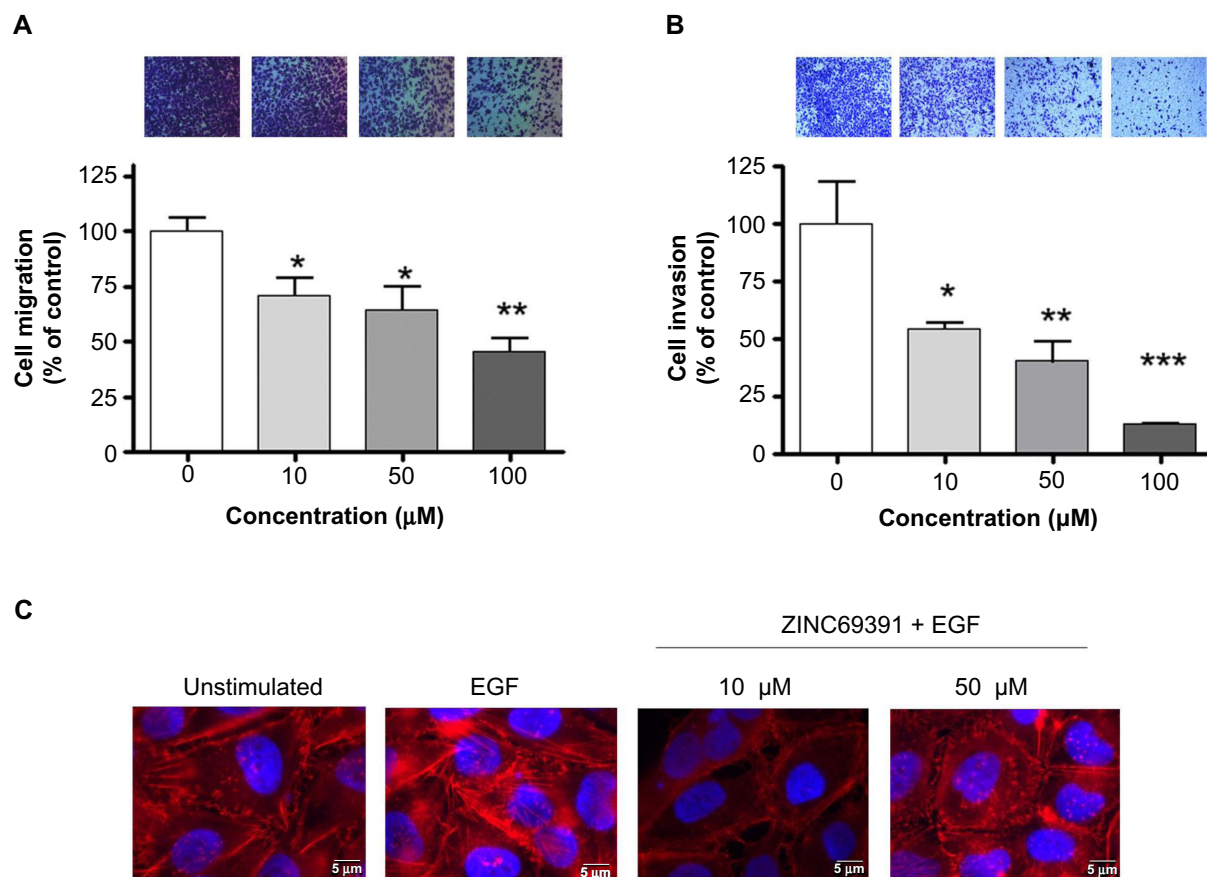 A
B
125
100
75
50
25
0
Cell migration
(% of control)
*
*
**
0
10
50
100
Concentration (μM)
125
100
75
50
25
0
Cell invasion
(% of control)
*
**
***
0
10
50
100
Concentration (µM)
C
ZINC69391 + EGF
Unstimulated
EGF
10 µM
50 µM
5 µm
5 µm
5 µm
5 µm